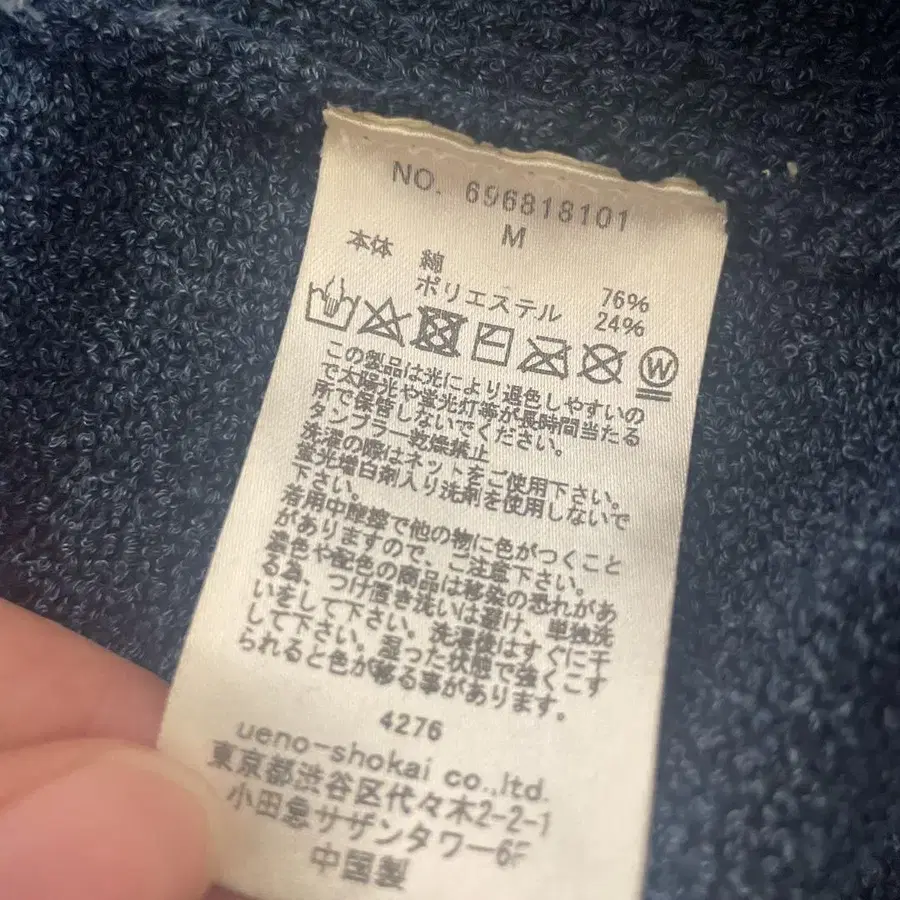 NO. 696818101
M
本体 綿 76%
ポリエステル 24%
W
この製品は光により退色しやすいの
で太陽光や蛍光灯等が長時間当たる
所で保管しないでください。
タンブラー乾燥禁止
洗濯の際はネットをご使用下さい。
蛍光増白剤入り洗剤を使用しないで
下さい。
着用中摩擦で他の物に色がつくこと
がありますので、ご注意下さい。
濃色や配色の商品は移染の恐れがあ
る為、つけ置き洗いは避け、単独洗
いをして下さい。洗濯後はすぐに干
して下さい。湿った状態で強くこす
られると色が移る事があります。
4276
ueno-shokai co.,ltd.
東京都渋谷区代々木2-2-1
小田急サザンタワー6F
中国製